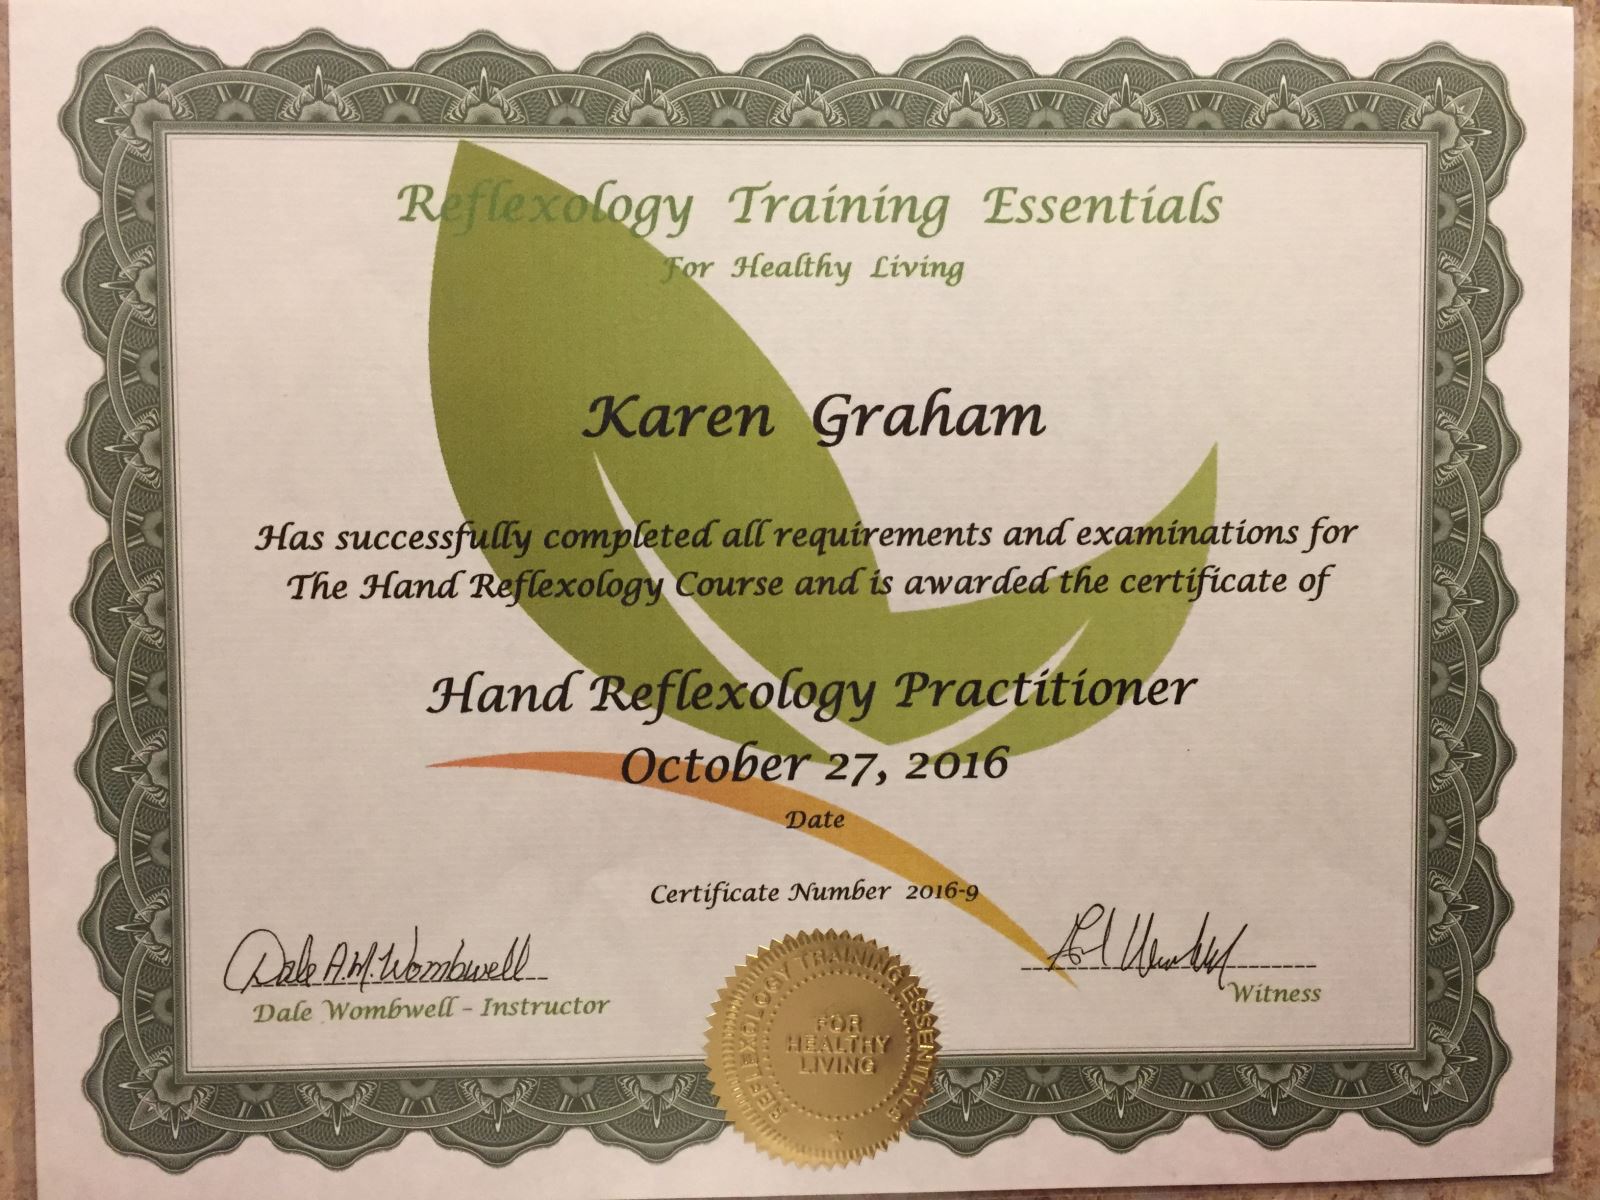 Reflexology Training Essentials
For Healthy Living
Karen Graham
Has successfully completed all requirements and examinations for
The Hand Reflexology Course and is awarded the certificate of
Hand Reflexology Practitioner
October 27, 2016
Date
Certificate Number 2016-9
Dale A.M. Wombwell
Dale Wombwell - Instructor
Witness
REFLEXOLOGY TRAINING ESSENTIALS
FOR
HEALTHY
LIVING